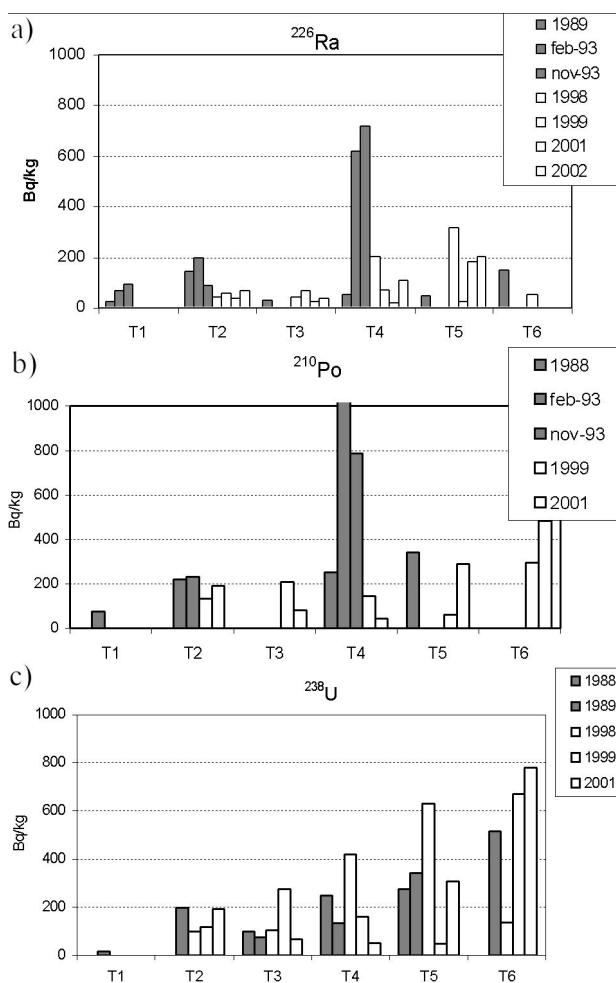 a)
²²⁶Ra
1000
800
600
400
200
0
Bq/kg
T1 T2 T3 T4 T5 T6
1989
feb-93
nov-93
1998
1999
2001
2002
b)
²¹⁰Po
1000
800
600
400
200
0
Bq/kg
T1 T2 T3 T4 T5 T6
1988
feb-93
nov-93
1999
2001
c)
²³⁸U
1000
800
600
400
200
0
Bq/kg
T1 T2 T3 T4 T5 T6
1988
1989
1998
1999
2001